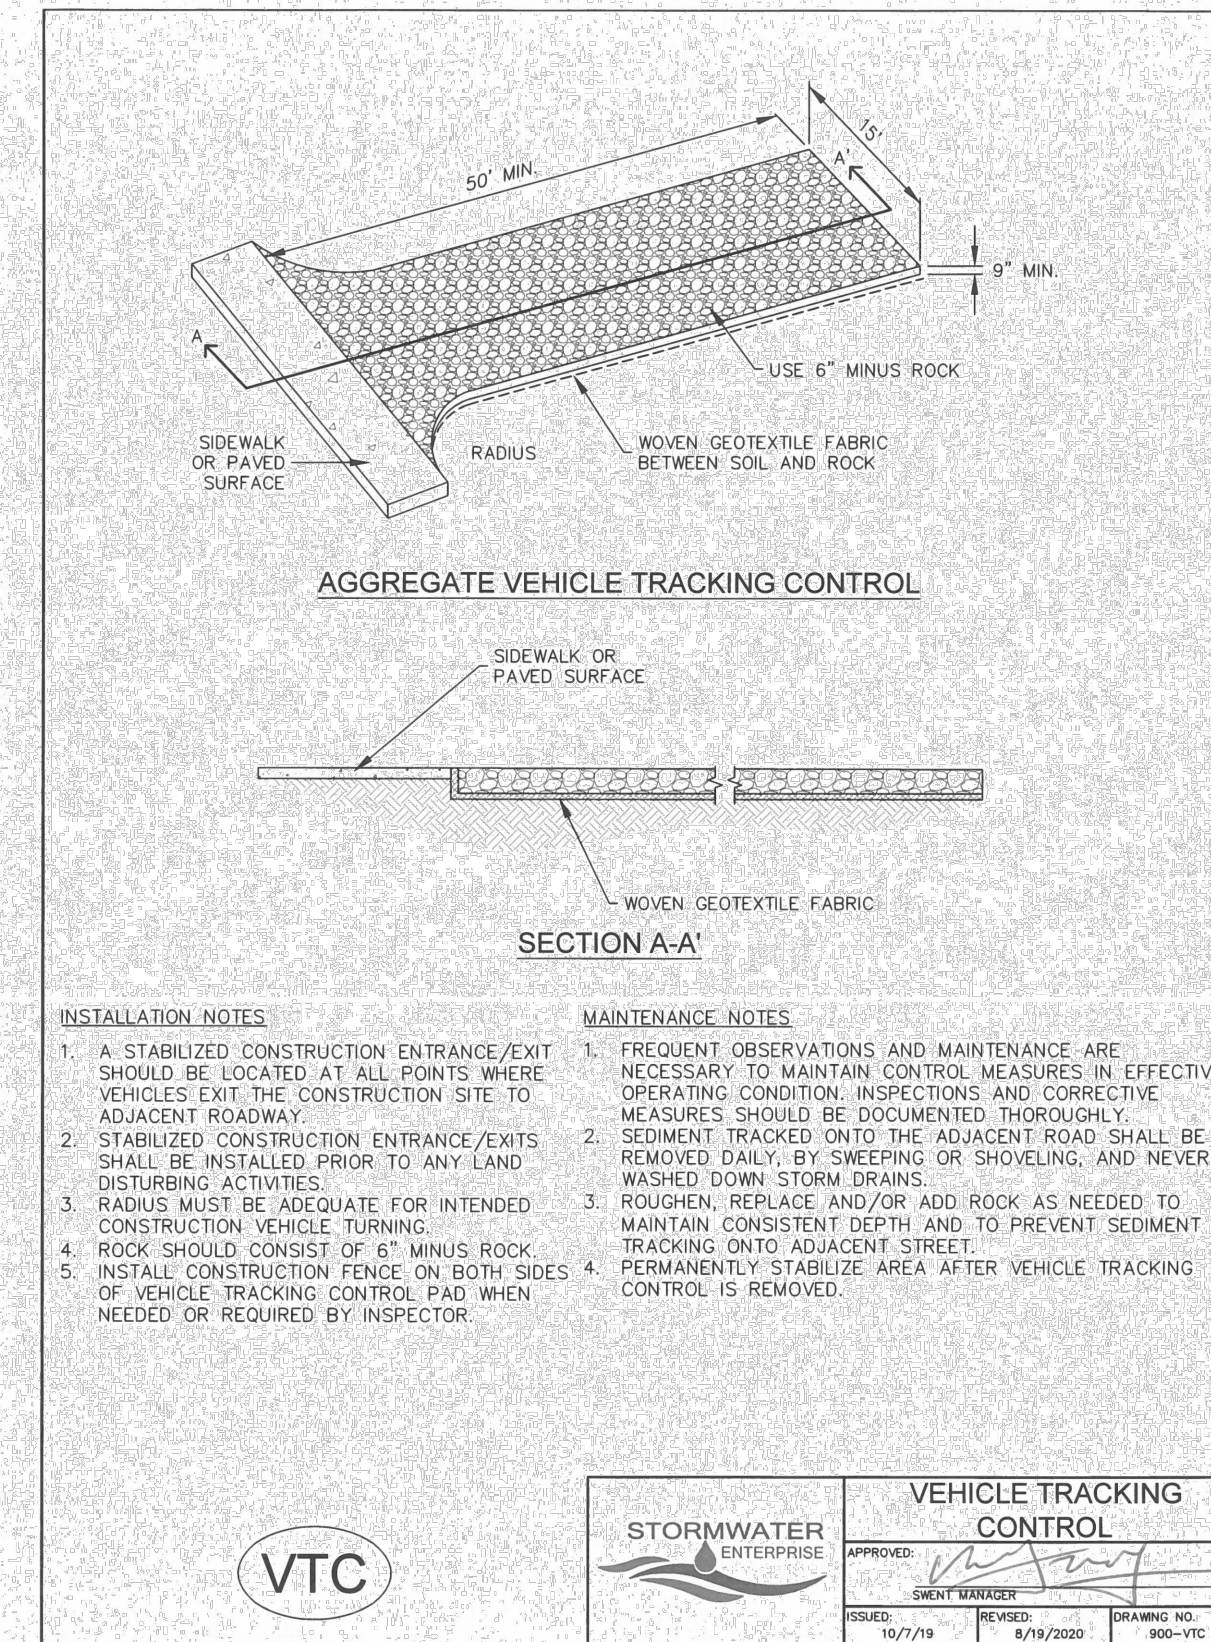 50' MIN.
15'
A'
9" MIN.
A
USE 6" MINUS ROCK
SIDEWALK
OR PAVED
SURFACE
RADIUS
WOVEN GEOTEXTILE FABRIC
BETWEEN SOIL AND ROCK
AGGREGATE VEHICLE TRACKING CONTROL
SIDEWALK OR
PAVED SURFACE
WOVEN GEOTEXTILE FABRIC
SECTION A-A'
INSTALLATION NOTES
1. A STABILIZED CONSTRUCTION ENTRANCE/EXIT
SHOULD BE LOCATED AT ALL POINTS WHERE
VEHICLES EXIT THE CONSTRUCTION SITE TO
ADJACENT ROADWAY.
2. STABILIZED CONSTRUCTION ENTRANCE/EXITS
SHALL BE INSTALLED PRIOR TO ANY LAND
DISTURBING ACTIVITIES.
3. RADIUS MUST BE ADEQUATE FOR INTENDED
CONSTRUCTION VEHICLE TURNING.
4. ROCK SHOULD CONSIST OF 6" MINUS ROCK.
5. INSTALL CONSTRUCTION FENCE ON BOTH SIDES
OF VEHICLE TRACKING CONTROL PAD WHEN
NEEDED OR REQUIRED BY INSPECTOR.
MAINTENANCE NOTES
1. FREQUENT OBSERVATIONS AND MAINTENANCE ARE
NECESSARY TO MAINTAIN CONTROL MEASURES IN EFFECTIV
OPERATING CONDITION. INSPECTIONS AND CORRECTIVE
MEASURES SHOULD BE DOCUMENTED THOROUGHLY.
2. SEDIMENT TRACKED ONTO THE ADJACENT ROAD SHALL BE
REMOVED DAILY, BY SWEEPING OR SHOVELING, AND NEVER
WASHED DOWN STORM DRAINS.
3. ROUGHEN, REPLACE AND/OR ADD ROCK AS NEEDED TO
MAINTAIN CONSISTENT DEPTH AND TO PREVENT SEDIMENT
TRACKING ONTO ADJACENT STREET.
4. PERMANENTLY STABILIZE AREA AFTER VEHICLE TRACKING
CONTROL IS REMOVED.
VTC
STORMWATER
ENTERPRISE
VEHICLE TRACKING
CONTROL
APPROVED:
SWENT MANAGER
ISSUED:
10/7/19
REVISED:
8/19/2020
DRAWING NO.
900-VTC